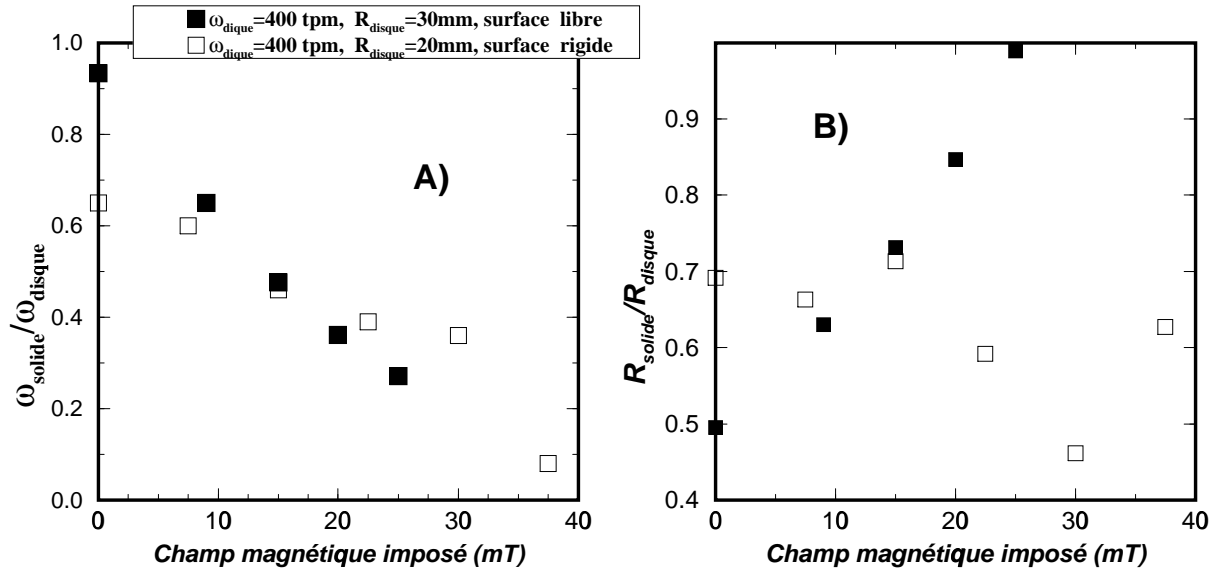 ω_dique=400 tpm, R_disque=30mm, surface libre
ω_dique=400 tpm, R_disque=20mm, surface rigide
A)
1.0
0.8
0.6
0.4
0.2
0.0
0 10 20 30 40
ω_solide/ω_disque
Champ magnétique imposé (mT)
B)
0.9
0.8
0.7
0.6
0.5
0.4
0 10 20 30 40
R_solide/R_disque
Champ magnétique imposé (mT)